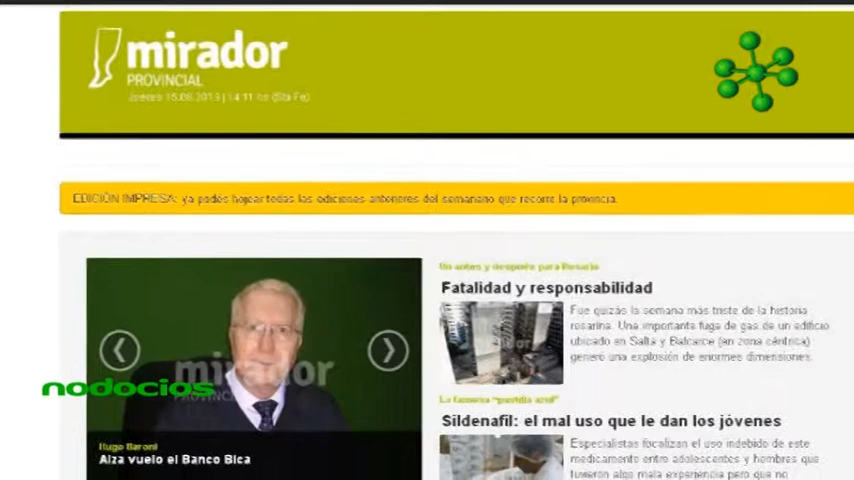 mirador
PROVINCIAL
Jueves 15.08.2013 | 14:11 hs (Sta Fe)
EDICIÓN IMPRESA: ya podés hojear todas las ediciones anteriores del semanario que recorre la provincia.
Un antes y después para Rosario
Fatalidad y responsabilidad
Fue quizás la semana más triste de la historia
rosarina. Una importante fuga de gas de un edificio
ubicado en Salta y Balcarce (en zona céntrica)
generó una explosión de enormes dimensiones.
mirador
PROVINCIAL
nodocios
La famosa "pastilla azul"
Sildenafil: el mal uso que le dan los jóvenes
Especialistas focalizan el uso indebido de este
medicamento entre adolescentes y hombres que
tuvieron algo mala experiencia pero que no
Hugo Baroni
Alza vuelo el Banco Bica